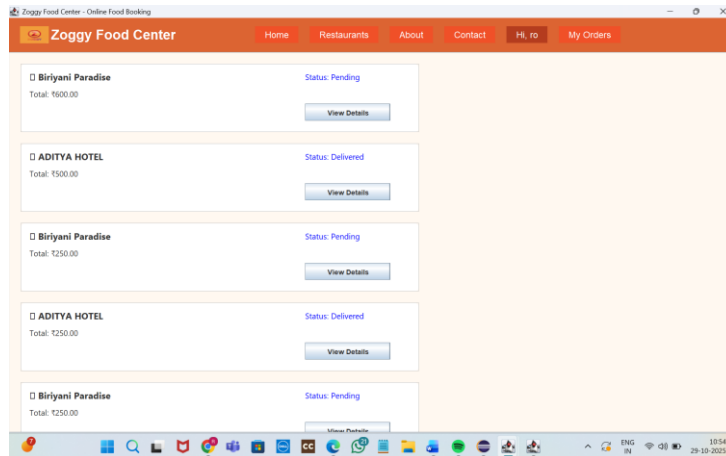 Zoggy Food Center - Online Food Booking
Zoggy Food Center Home Restaurants About Contact Hi, ro My Orders
Biriyani Paradise Status: Pending
Total: ₹600.00
View Details
ADITYA HOTEL Status: Delivered
Total: ₹500.00
View Details
Biriyani Paradise Status: Pending
Total: ₹250.00
View Details
ADITYA HOTEL Status: Delivered
Total: ₹250.00
View Details
Biriyani Paradise Status: Pending
Total: ₹250.00
View Details
ENG 10:54
IN